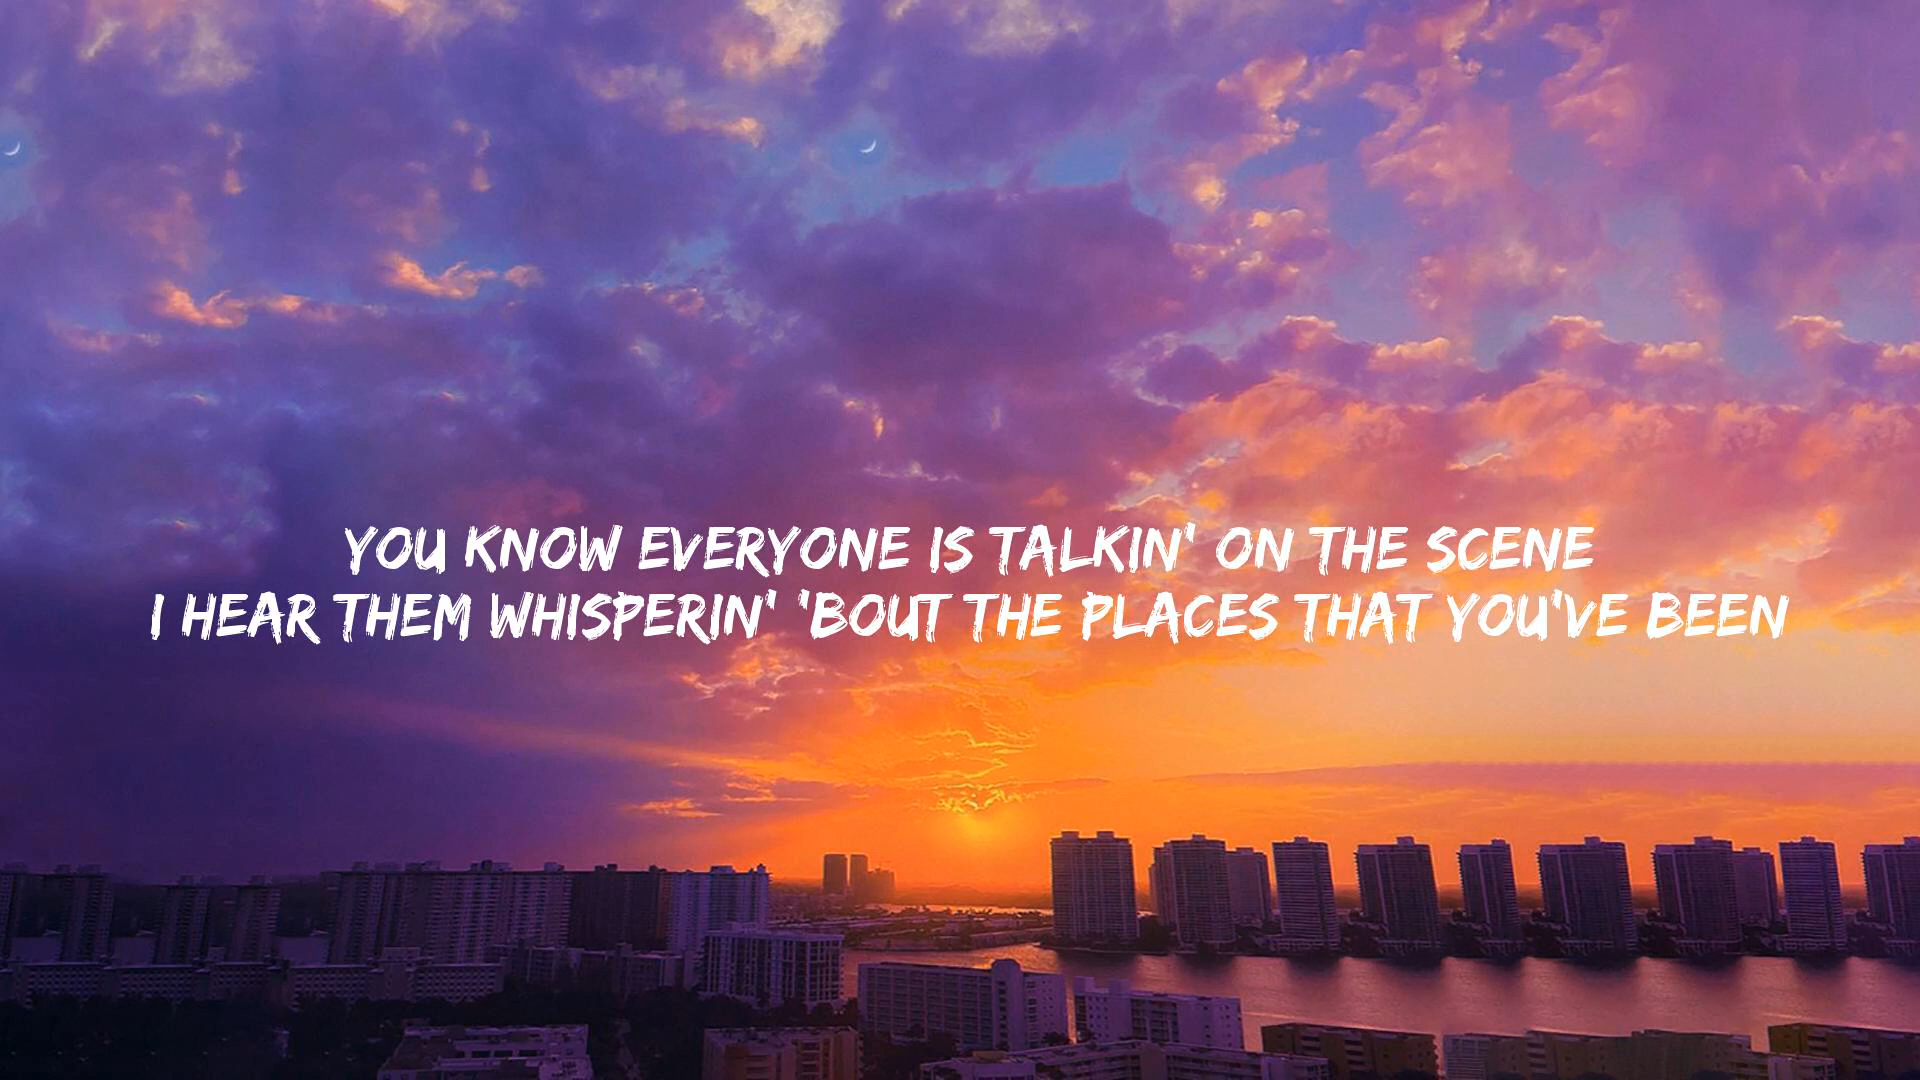 YOU KNOW EVERYONE IS TALKIN' ON THE SCENE
I HEAR THEM WHISPERIN' 'BOUT THE PLACES THAT YOU'VE BEEN